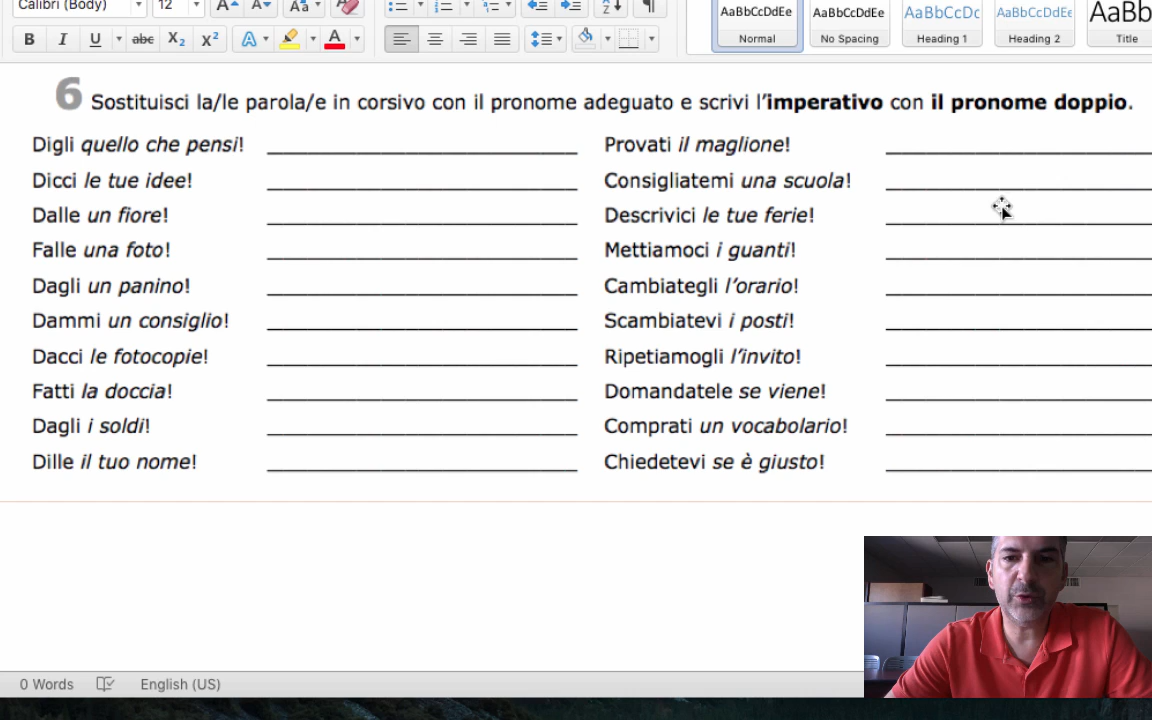 Calibri (Body) 12 A A Aa
B I U abc X₂ X² A A
AaBbCcDdEe AaBbCcDdEe AaBbCcDc AaBbCcDdEe AaBb
Normal No Spacing Heading 1 Heading 2 Title
6 Sostituisci la/le parola/e in corsivo con il pronome adeguato e scrivi l'imperativo con il pronome doppio.
Digli quello che pensi! Provati il maglione!
Dicci le tue idee! Consigliatemi una scuola!
Dalle un fiore! Descrivici le tue ferie!
Falle una foto! Mettiamoci i guanti!
Dagli un panino! Cambiategli l'orario!
Dammi un consiglio! Scambiatevi i posti!
Dacci le fotocopie! Ripetiamogli l'invito!
Fatti la doccia! Domandatele se viene!
Dagli i soldi! Comprati un vocabolario!
Dille il tuo nome! Chiedetevi se è giusto!
0 Words English (US)